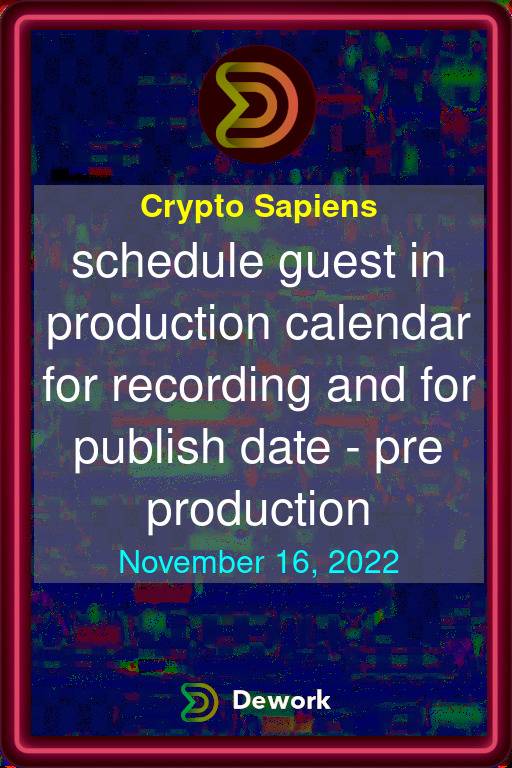 Crypto Sapiens
schedule guest in
production calendar
for recording and for
publish date - pre
production
November 16, 2022
Dework